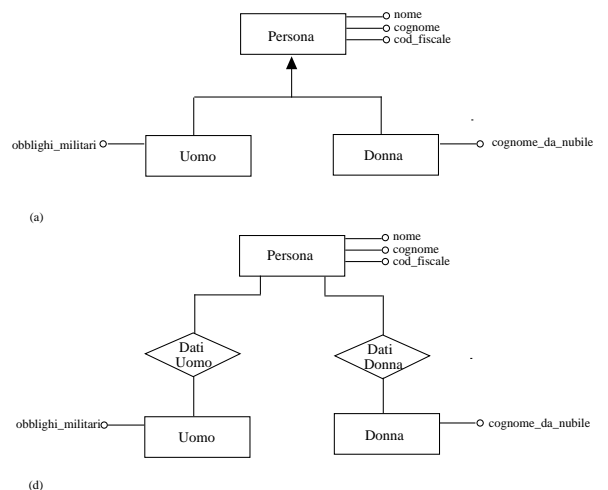 nome
Persona
cognome
cod_fiscale
obblighi_militari
Uomo
Donna
cognome_da_nubile
(a)
nome
Persona
cognome
cod_fiscale
Dati
Uomo
Dati
Donna
obblighi_militari
Uomo
Donna
cognome_da_nubile
(d)